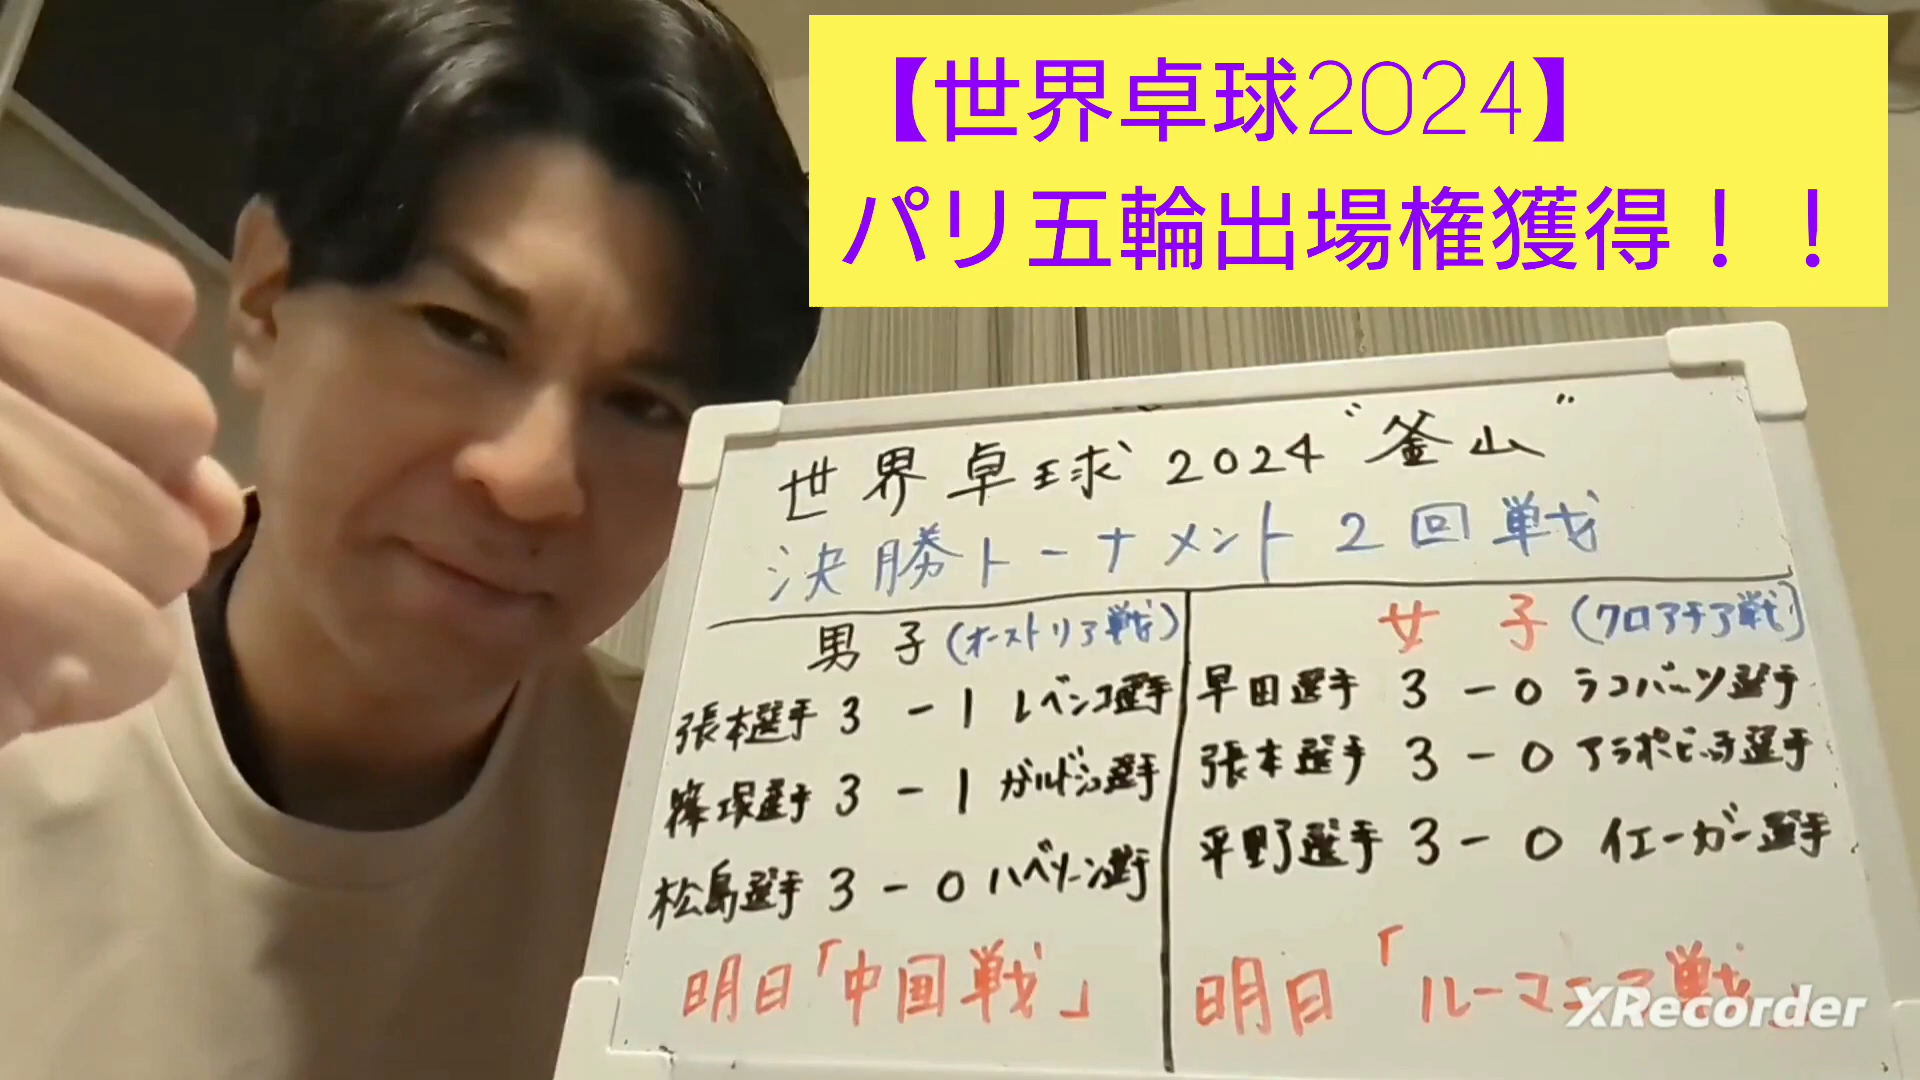 【世界卓球2024】
パリ五輪出場権獲得！！
世界卓球2024"釜山"
決勝トーナメント2回戦
男子(オーストリア戦)
張本選手 3-1 レベンコ選手
篠塚選手 3-1 ガルドシュ選手
松島選手 3-0 ハベソーン選手
明日「中国戦」
女子(クロアチア戦)
早田選手 3-0 ラコバーツ選手
張本選手 3-0 アラポビッチ選手
平野選手 3-0 イエーガー選手
明日「ルーマニア戦」
XRecorder